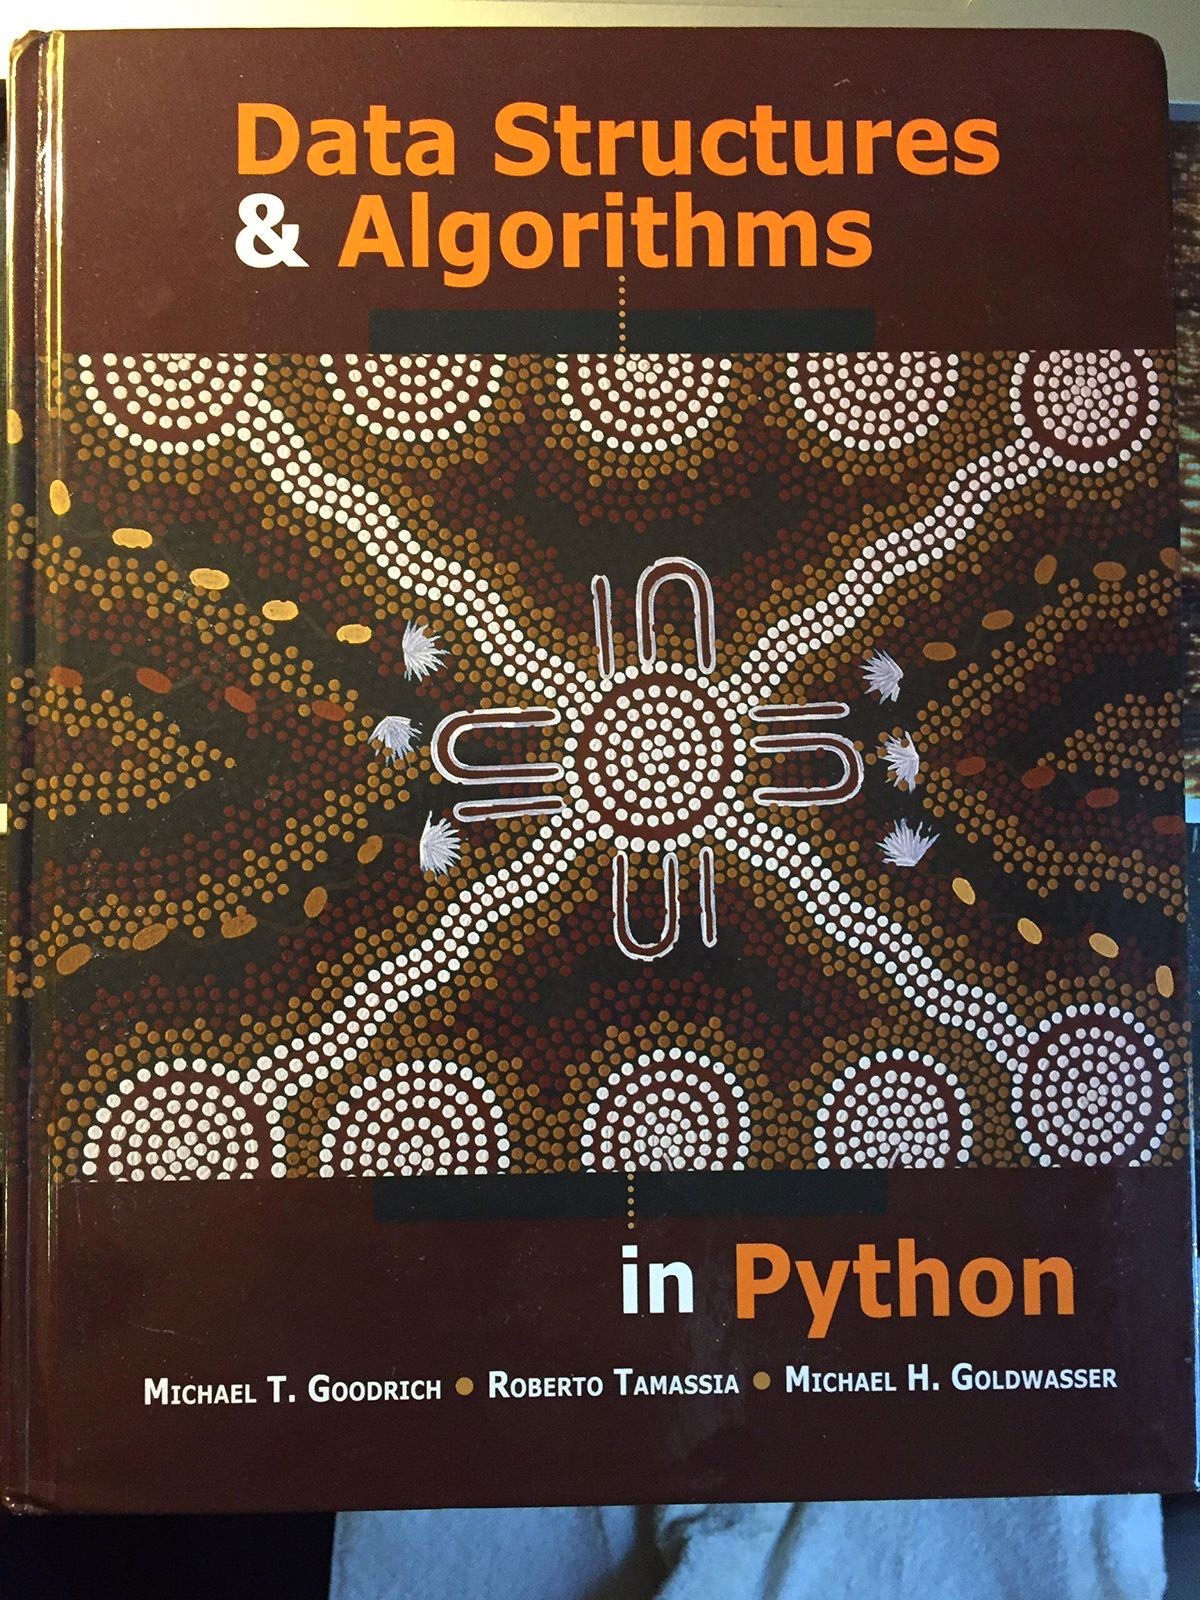 Data Structures
& Algorithms
in Python
MICHAEL T. GOODRICH • ROBERTO TAMASSIA • MICHAEL H. GOLDWASSER